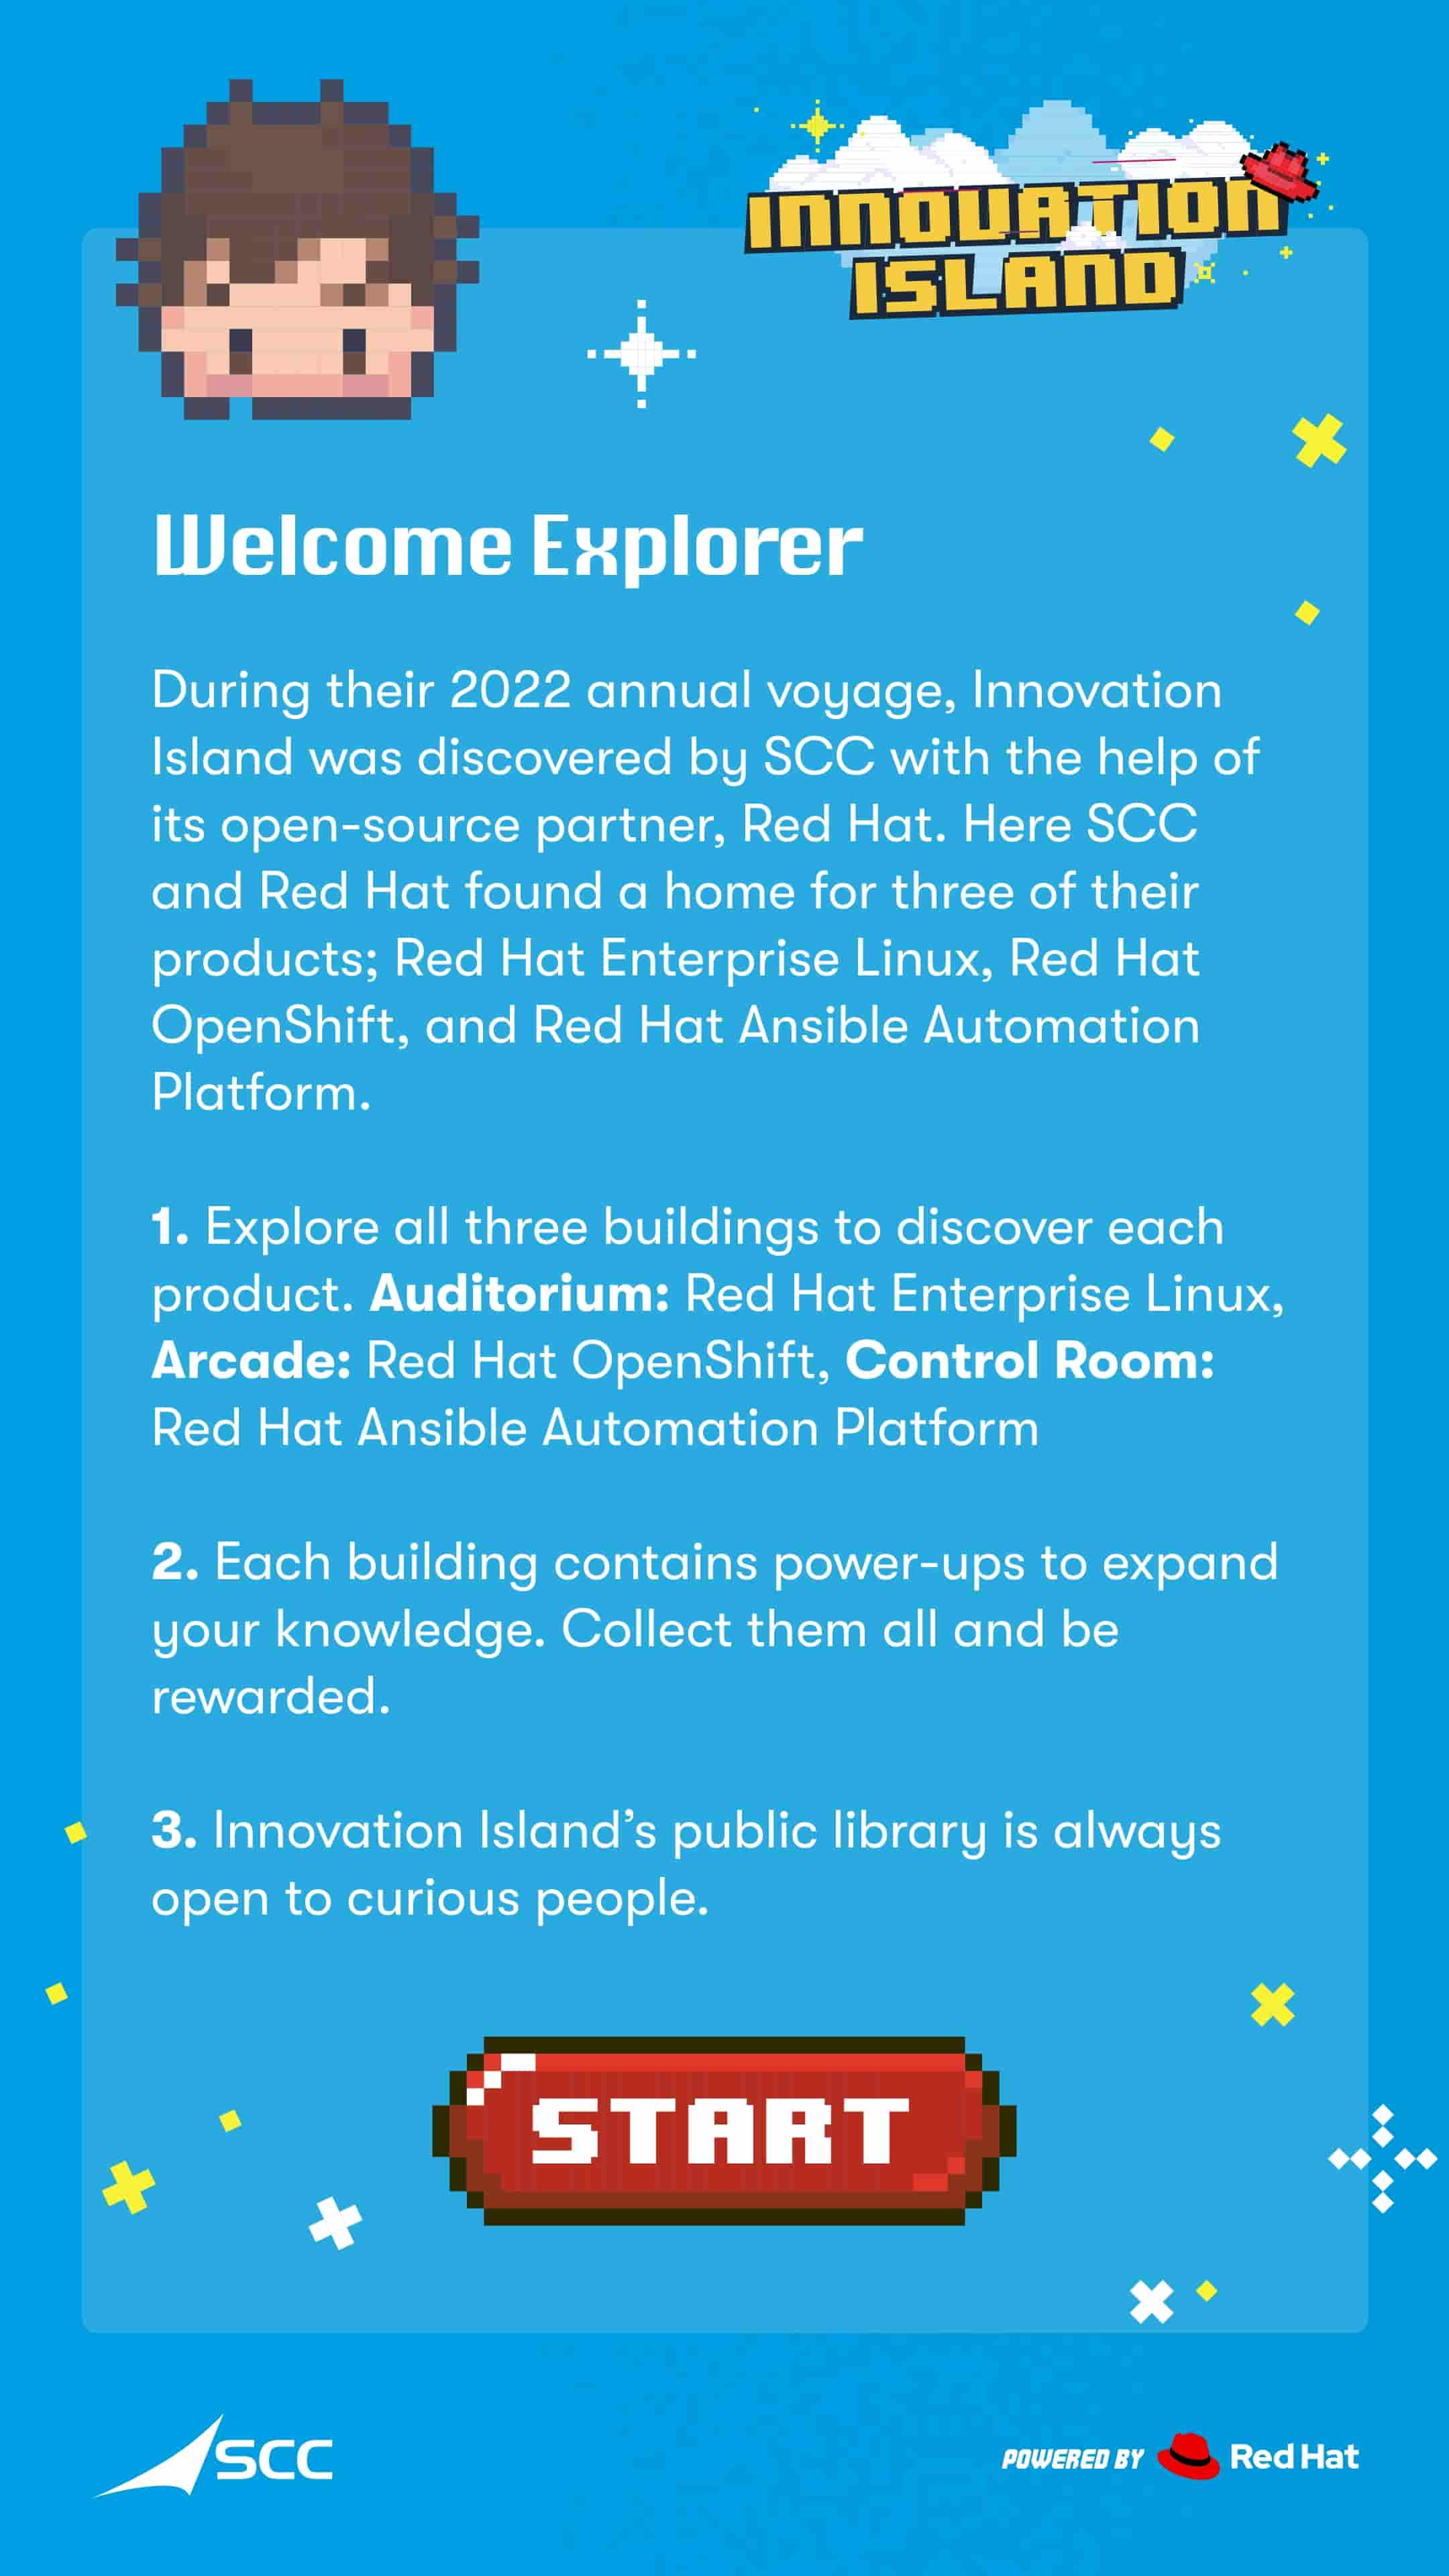 INNOVATION
ISLAND
Welcome Explorer
During their 2022 annual voyage, Innovation
Island was discovered by SCC with the help of
its open-source partner, Red Hat. Here SCC
and Red Hat found a home for three of their
products; Red Hat Enterprise Linux, Red Hat
OpenShift, and Red Hat Ansible Automation
Platform.
1. Explore all three buildings to discover each
product. Auditorium: Red Hat Enterprise Linux,
Arcade: Red Hat OpenShift, Control Room:
Red Hat Ansible Automation Platform
2. Each building contains power-ups to expand
your knowledge. Collect them all and be
rewarded.
3. Innovation Island’s public library is always
open to curious people.
START
SCC
POWERED BY Red Hat